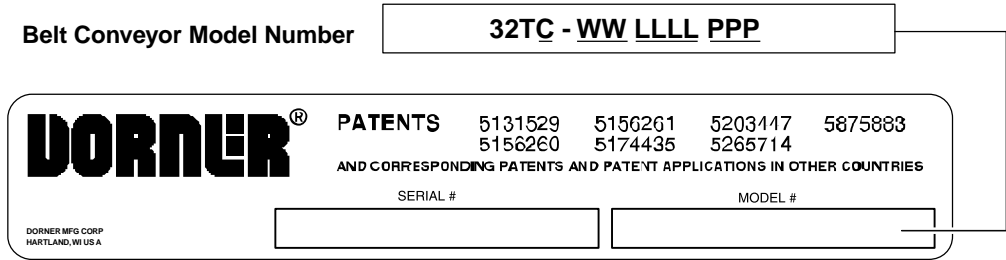 Belt Conveyor Model Number
32TC - WW LLLL PPP
DORNER®
PATENTS 5131529 5156261 5203447 5875883
5156260 5174435 5265714
AND CORRESPONDING PATENTS AND PATENT APPLICATIONS IN OTHER COUNTRIES
SERIAL #
MODEL #
DORNER MFG CORP
HARTLAND, WI US A